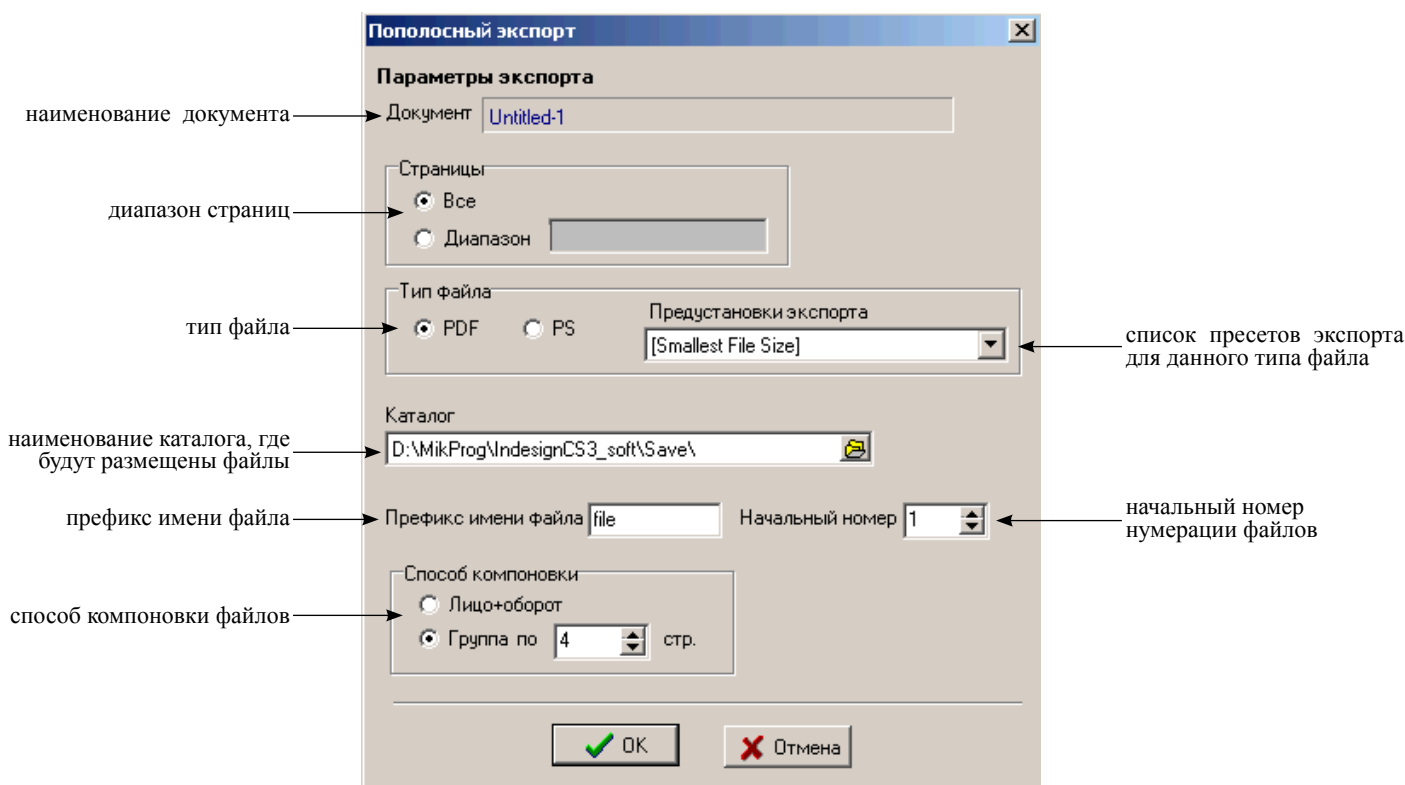 Пополосный экспорт
Параметры экспорта
наименование документа
Документ Untitled-1
Страницы
Все
диапазон страниц
Диапазон
Тип файла
Предустановки экспорта
тип файла
PDF PS
[Smallest File Size]
список пресетов экспорта
для данного типа файла
Каталог
наименование каталога, где
будут размещены файлы
D:\MikProg\IndesignCS3_soft\Save\
префикс имени файла
Префикс имени файла file Начальный номер 1
начальный номер
нумерации файлов
Способ компоновки
Лицо+оборот
способ компоновки файлов
Группа по 4 стр.
OK Отмена